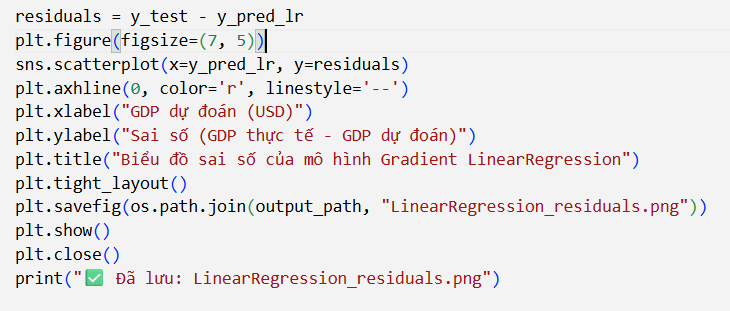 residuals = y_test - y_pred_lr
plt.figure(figsize=(7, 5))
sns.scatterplot(x=y_pred_lr, y=residuals)
plt.axhline(0, color='r', linestyle='--')
plt.xlabel("GDP dự đoán (USD)")
plt.ylabel("Sai số (GDP thực tế - GDP dự đoán)")
plt.title("Biểu đồ sai số của mô hình Gradient LinearRegression")
plt.tight_layout()
plt.savefig(os.path.join(output_path, "LinearRegression_residuals.png"))
plt.show()
plt.close()
print("✅ Đã lưu: LinearRegression_residuals.png")